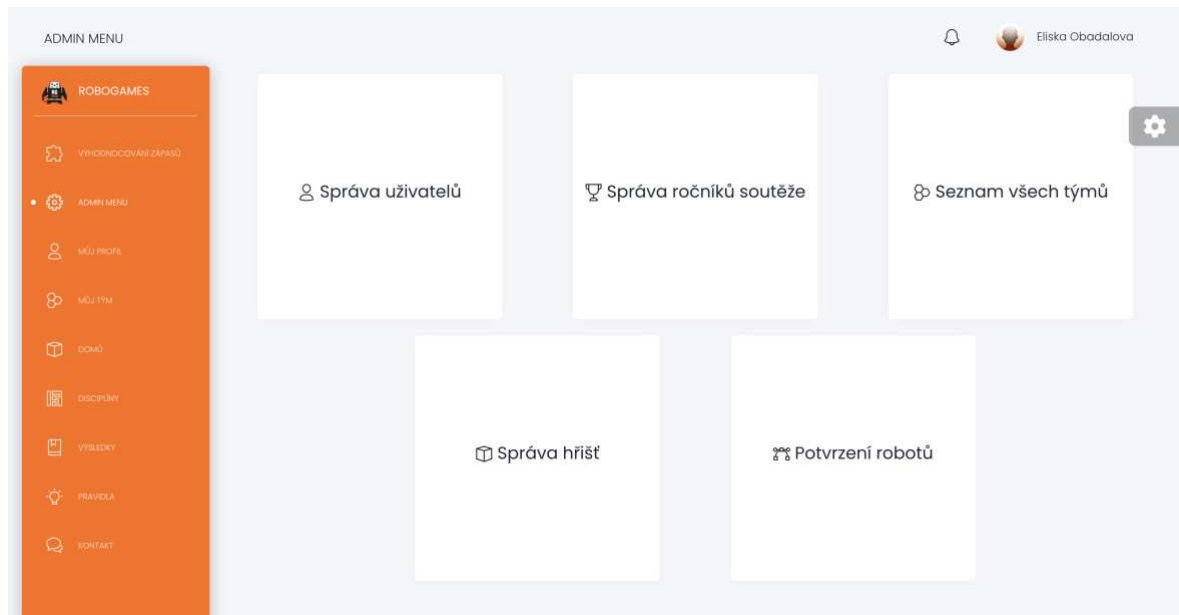 ADMIN MENU
Eliska Obadalova
ROBOGAMES
VYHODNOCOVÁNÍ ZÁPASŮ
ADMIN MENU
MŮJ PROFIL
MŮJ TÝM
DOMŮ
DISCIPLÍNY
VÝSLEDKY
PRAVIDLA
KONTAKT
Správa uživatelů
Správa ročníků soutěže
Seznam všech týmů
Správa hřišť
Potvrzení robotů